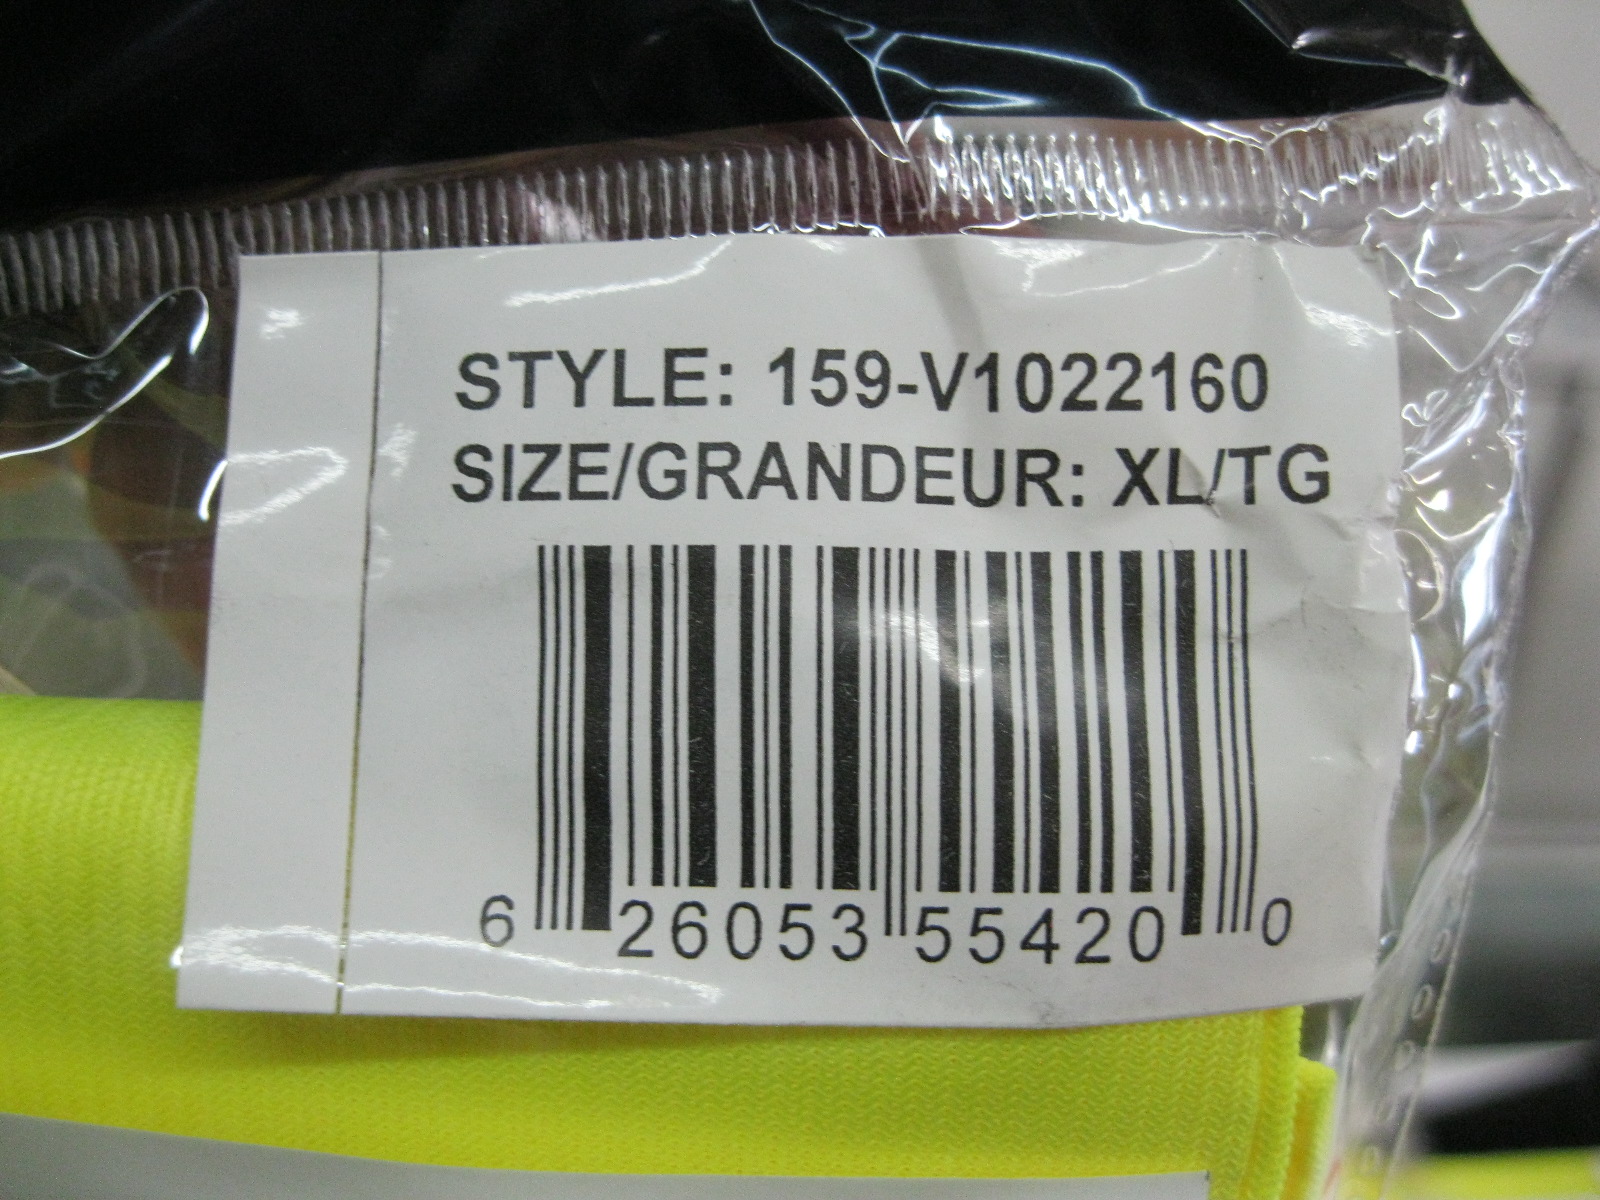 STYLE: 159-V1022160
SIZE/GRANDEUR: XL/TG
6 26053 55420 0